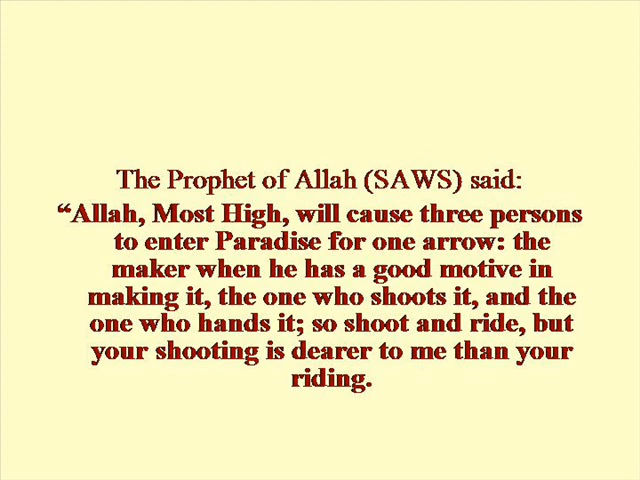 The Prophet of Allah (SAWS) said:
“Allah, Most High, will cause three persons
to enter Paradise for one arrow: the
maker when he has a good motive in
making it, the one who shoots it, and the
one who hands it; so shoot and ride, but
your shooting is dearer to me than your
riding.